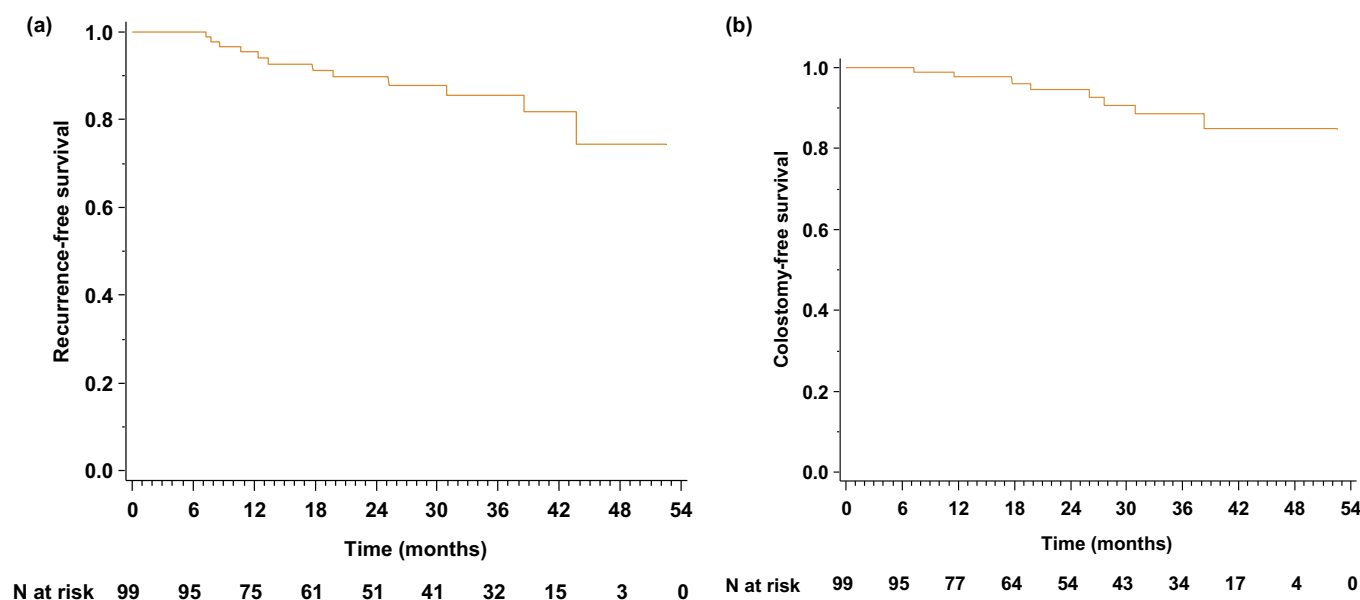 (a)
Recurrence-free survival
1.0
0.8
0.6
0.4
0.2
0.0
0 6 12 18 24 30 36 42 48 54
Time (months)
N at risk 99 95 75 61 51 41 32 15 3 0
(b)
Colostomy-free survival
1.0
0.8
0.6
0.4
0.2
0.0
0 6 12 18 24 30 36 42 48 54
Time (months)
N at risk 99 95 77 64 54 43 34 17 4 0